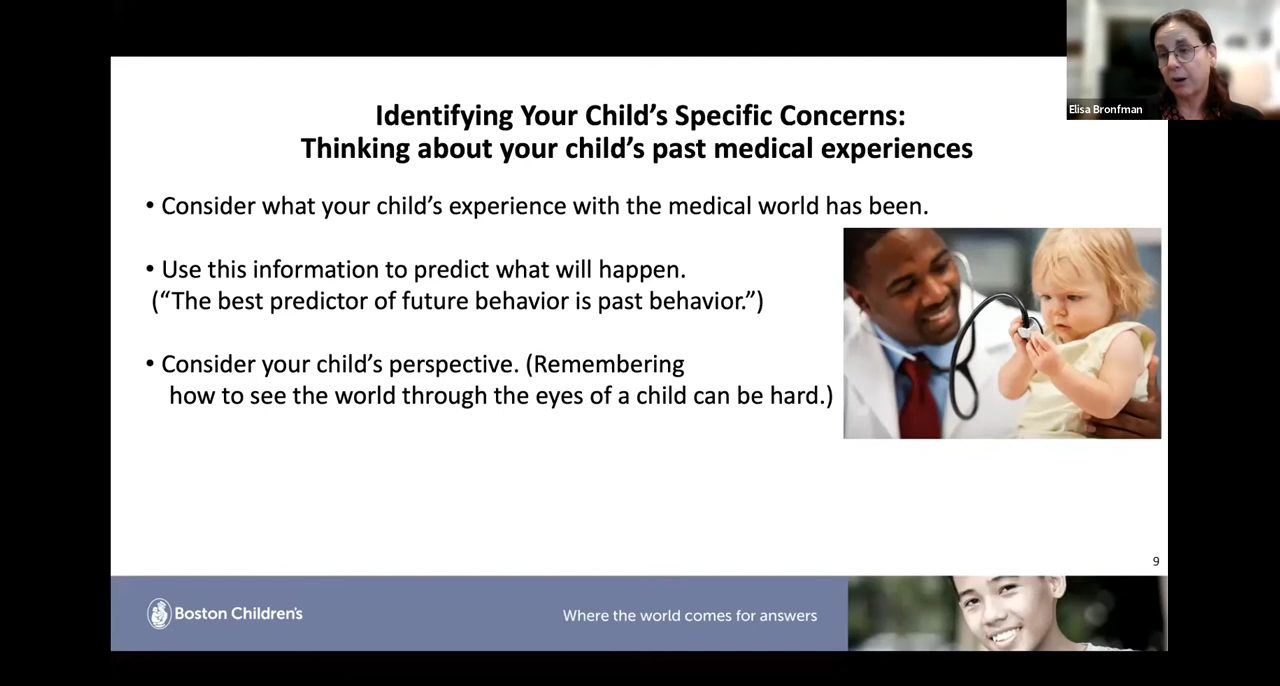 Elisa Bronfman
Identifying Your Child’s Specific Concerns:
Thinking about your child’s past medical experiences
• Consider what your child’s experience with the medical world has been.
• Use this information to predict what will happen.
(“The best predictor of future behavior is past behavior.”)
• Consider your child’s perspective. (Remembering
how to see the world through the eyes of a child can be hard.)
9
Boston Children's
Where the world comes for answers